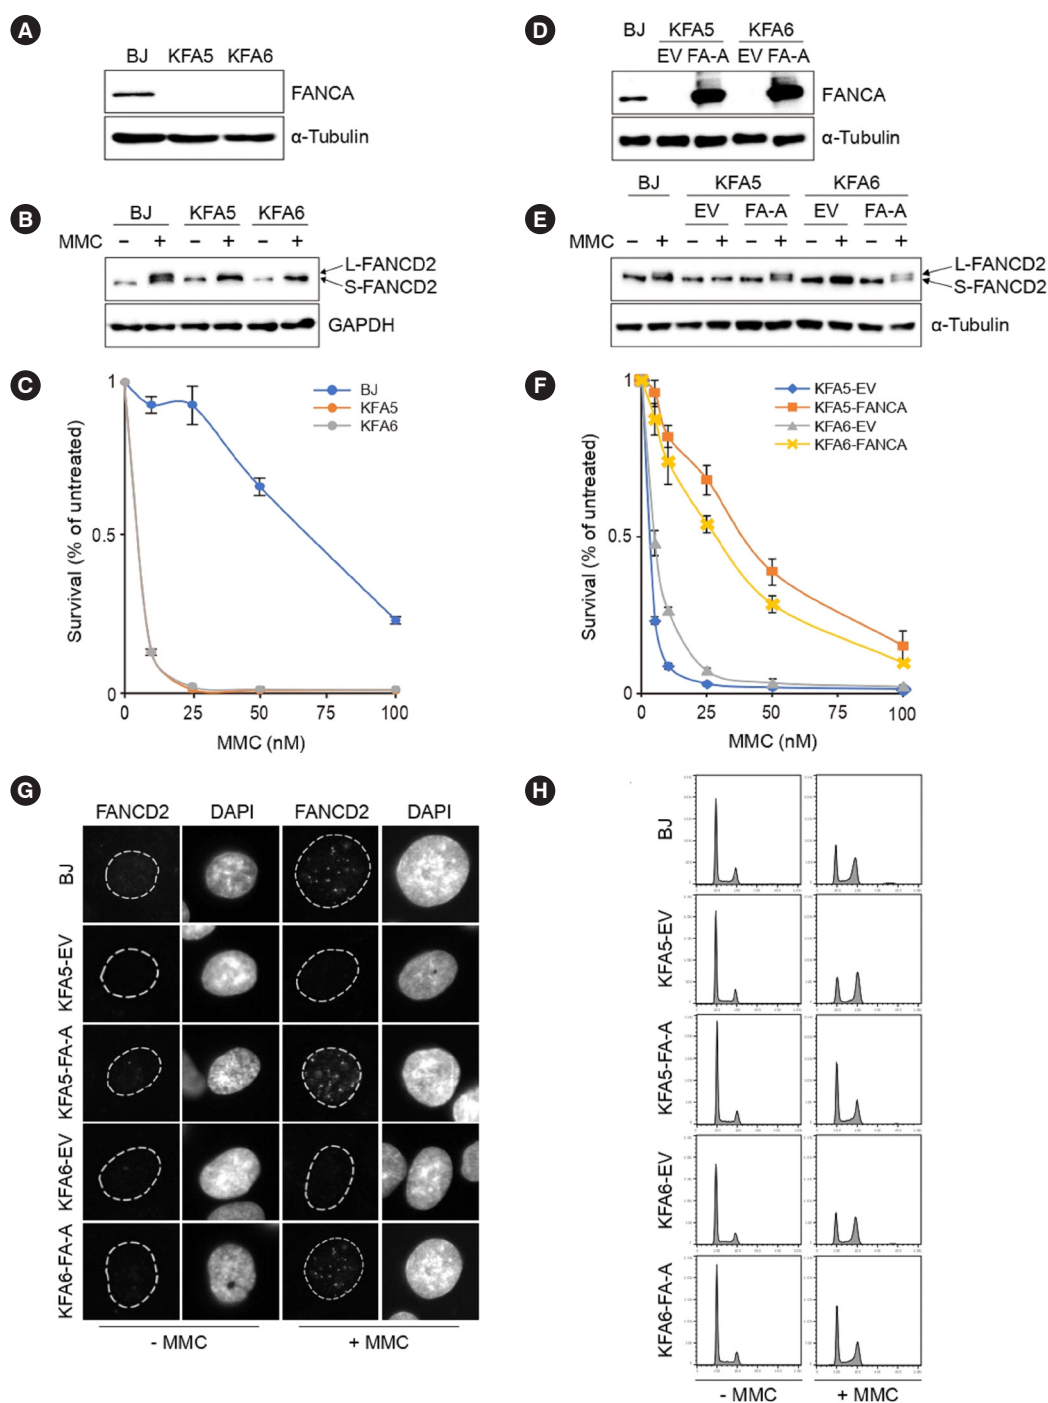 A
BJ KFA5 KFA6
FANCA
α-Tubulin
B
BJ KFA5 KFA6
MMC − + − + − +
L-FANCD2
S-FANCD2
GAPDH
C
Survival (% of untreated)
1
0.5
0
0 25 50 75 100
MMC (nM)
BJ
KFA5
KFA6
D
BJ KFA5 KFA6
EV FA-A EV FA-A
FANCA
α-Tubulin
E
BJ KFA5 KFA6
EV FA-A EV FA-A
MMC − + − + − + − + − +
L-FANCD2
S-FANCD2
α-Tubulin
F
Survival (% of untreated)
1
0.5
0
0 25 50 75 100
MMC (nM)
KFA5-EV
KFA5-FANCA
KFA6-EV
KFA6-FANCA
G
FANCD2 DAPI FANCD2 DAPI
BJ
KFA5-EV
KFA5-FA-A
KFA6-EV
KFA6-FA-A
- MMC + MMC
H
BJ
KFA5-EV
KFA5-FA-A
KFA6-EV
KFA6-FA-A
- MMC + MMC